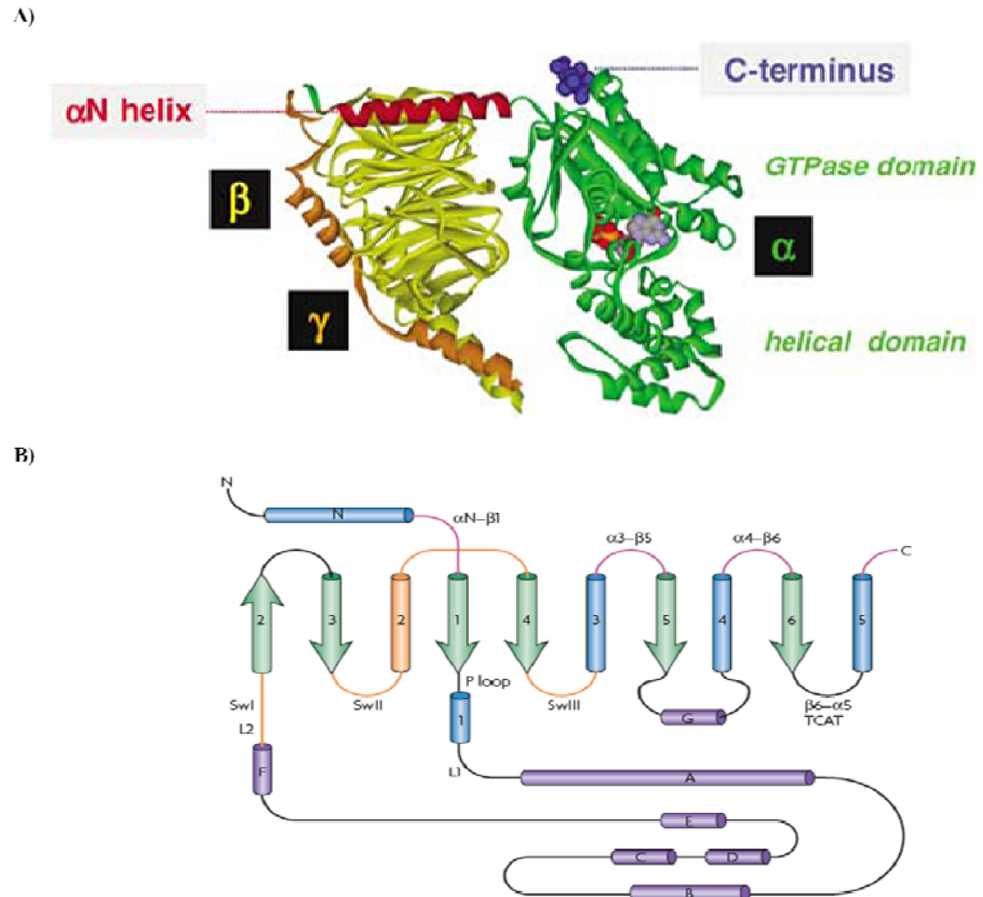 A)
αN helix
C-terminus
GTPase domain
β
α
γ
helical domain
B)
N
N
αN–β1
α3–β5
α4–β6
C
2
3
2
1
4
3
5
4
6
5
P loop
SwI
SwII
SwIII
β6–α5
L2
1
G
TCAT
F
L1
A
E
C
D
B